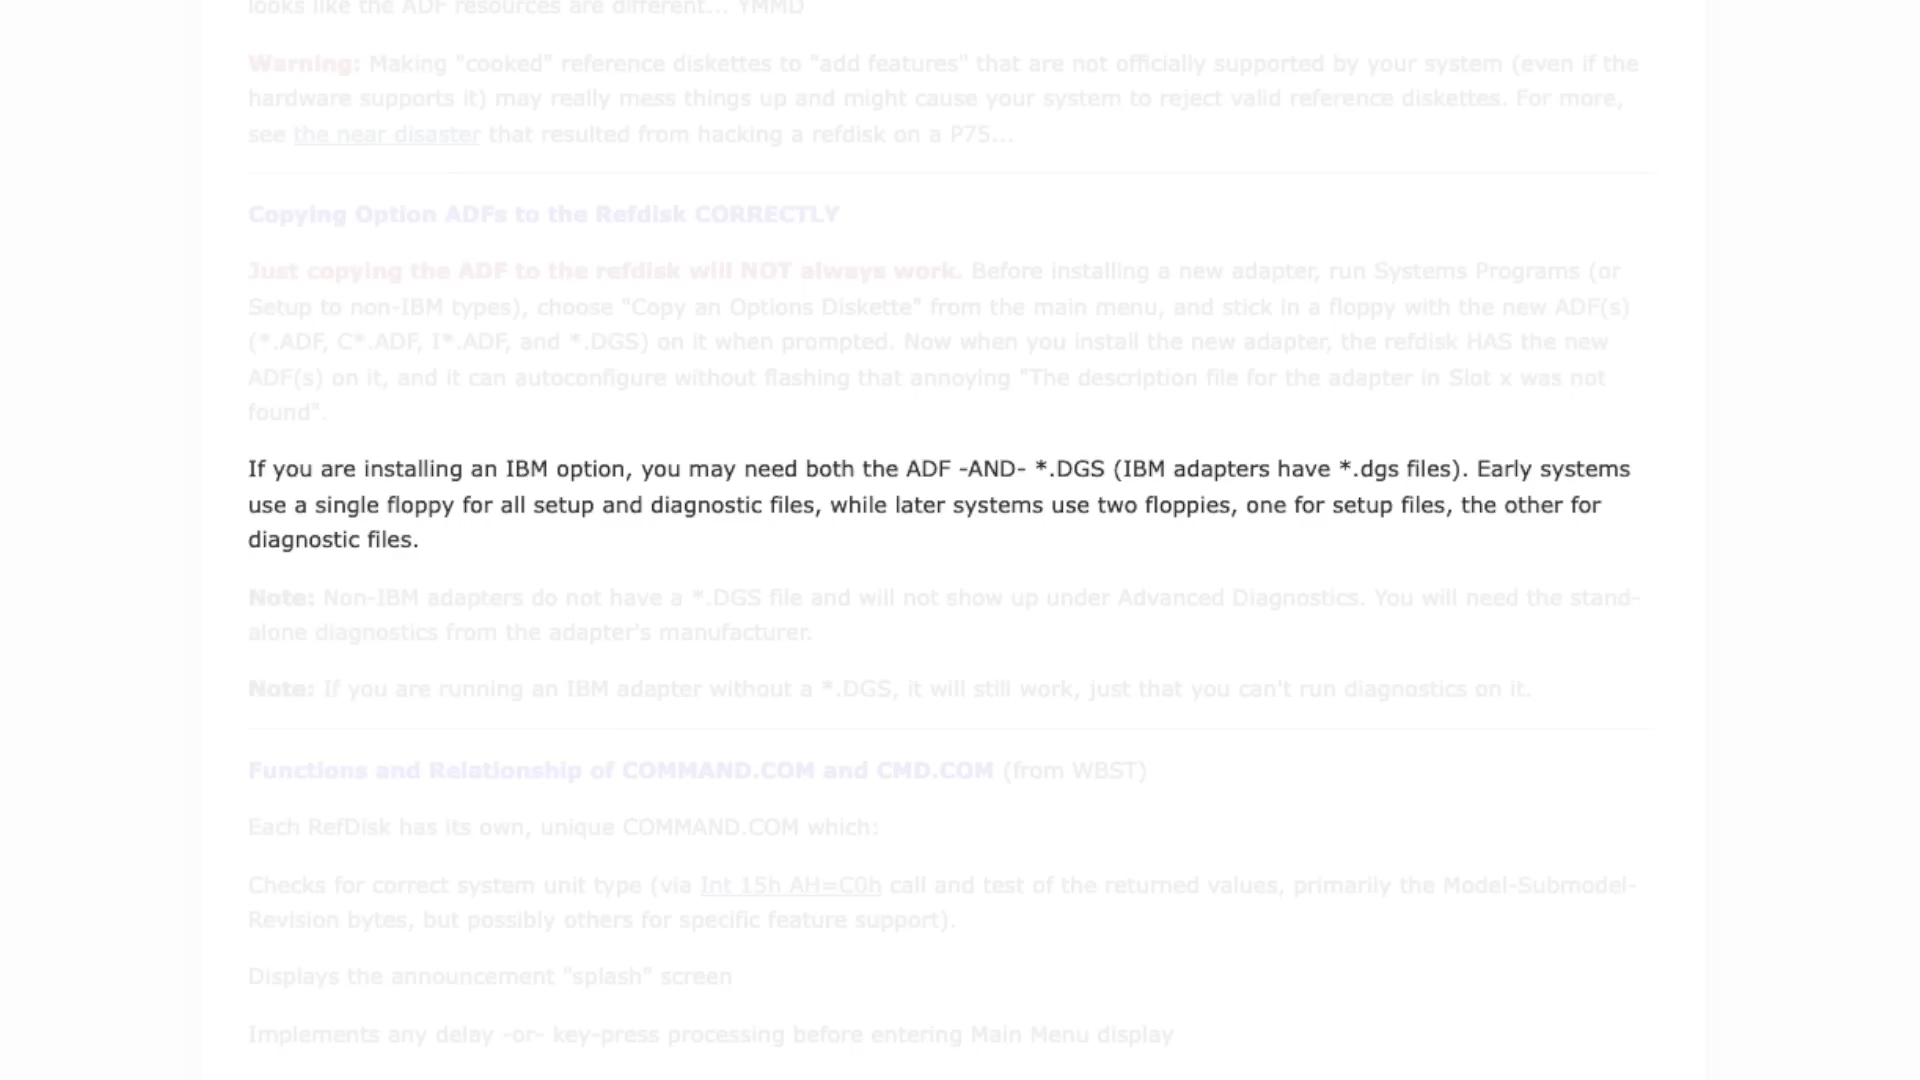 looks like the ADF resources are different... YMMD
Warning: Making "cooked" reference diskettes to "add features" that are not officially supported by your system (even if the
hardware supports it) may really mess things up and might cause your system to reject valid reference diskettes. For more,
see the near disaster that resulted from hacking a refdisk on a P75...
Copying Option ADFs to the Refdisk CORRECTLY
Just copying the ADF to the refdisk will NOT always work. Before installing a new adapter, run Systems Programs (or
Setup to non-IBM types), choose "Copy an Options Diskette" from the main menu, and stick in a floppy with the new ADF(s)
(*.ADF, C*.ADF, I*.ADF, and *.DGS) on it when prompted. Now when you install the new adapter, the refdisk HAS the new
ADF(s) on it, and it can autoconfigure without flashing that annoying "The description file for the adapter in Slot x was not
found".
If you are installing an IBM option, you may need both the ADF -AND- *.DGS (IBM adapters have *.dgs files). Early systems
use a single floppy for all setup and diagnostic files, while later systems use two floppies, one for setup files, the other for
diagnostic files.
Note: Non-IBM adapters do not have a *.DGS file and will not show up under Advanced Diagnostics. You will need the stand-
alone diagnostics from the adapter's manufacturer.
Note: If you are running an IBM adapter without a *.DGS, it will still work, just that you can't run diagnostics on it.
Functions and Relationship of COMMAND.COM and CMD.COM (from WBST)
Each RefDisk has its own, unique COMMAND.COM which:
Checks for correct system unit type (via Int 15h AH=C0h call and test of the returned values, primarily the Model-Submodel-
Revision bytes, but possibly others for specific feature support).
Displays the announcement "splash" screen
Implements any delay -or- key-press processing before entering Main Menu display